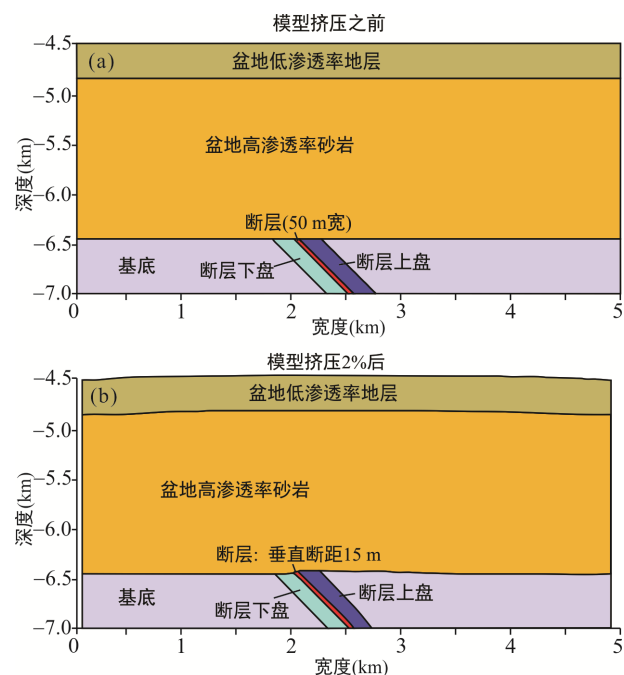 模型挤压之前
−4.5
(a)
盆地低渗透率地层
−5.0
盆地高渗透率砂岩
−5.5
深度(km)
−6.0
断层(50 m宽)
−6.5
基底
断层下盘
断层上盘
−7.0
0 1 2 3 4 5
宽度(km)
模型挤压2%后
−4.5
(b)
盆地低渗透率地层
−5.0
−5.5
盆地高渗透率砂岩
深度(km)
−6.0
断层: 垂直断距15 m
−6.5
基底
断层下盘
断层上盘
−7.0
0 1 2 3 4 5
宽度(km)